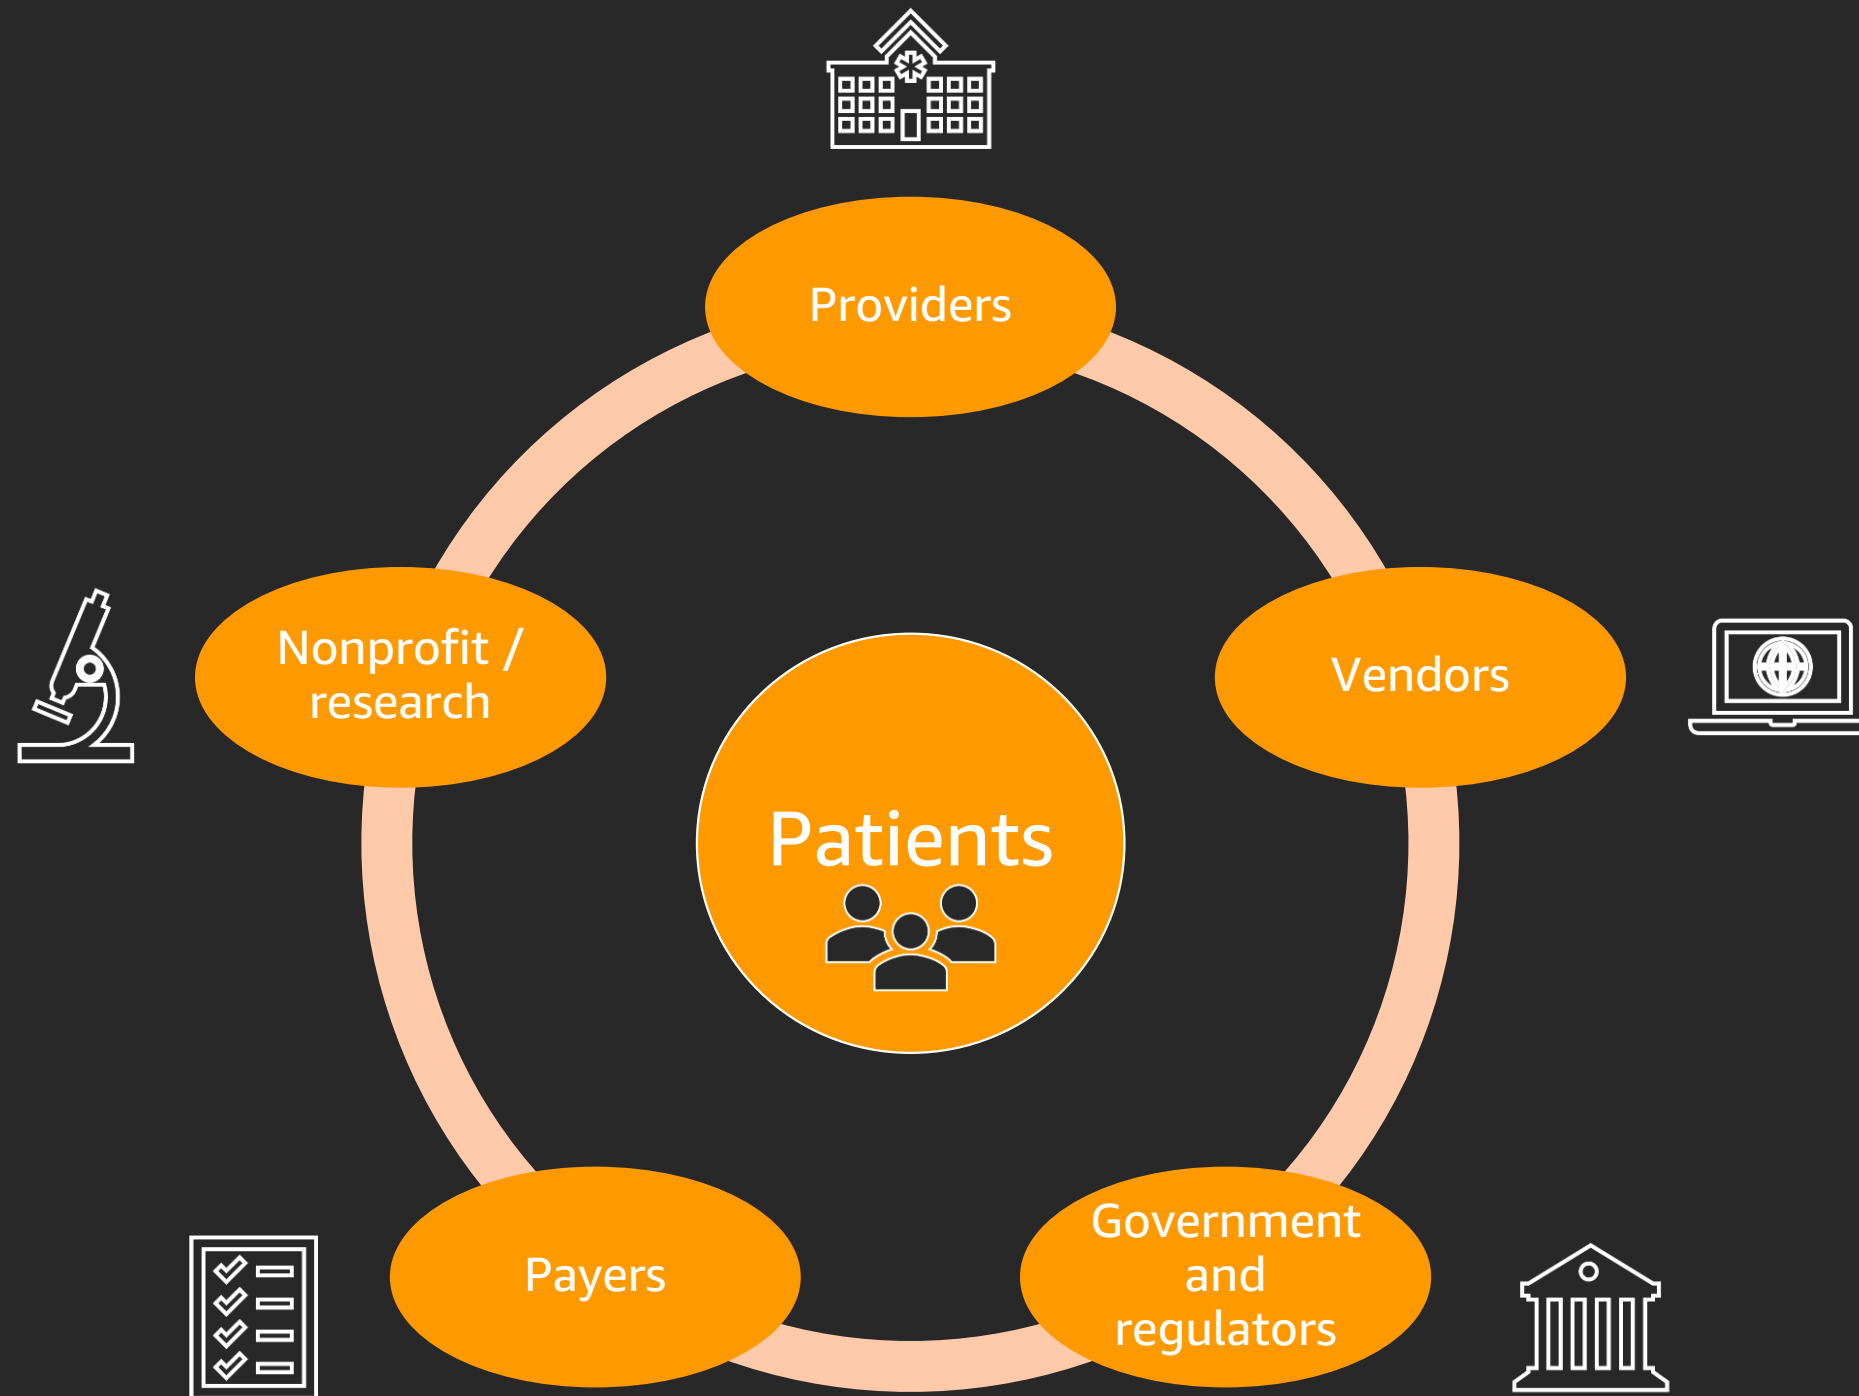 Providers
Nonprofit /
research
Vendors
Patients
Payers
Government
and
regulators